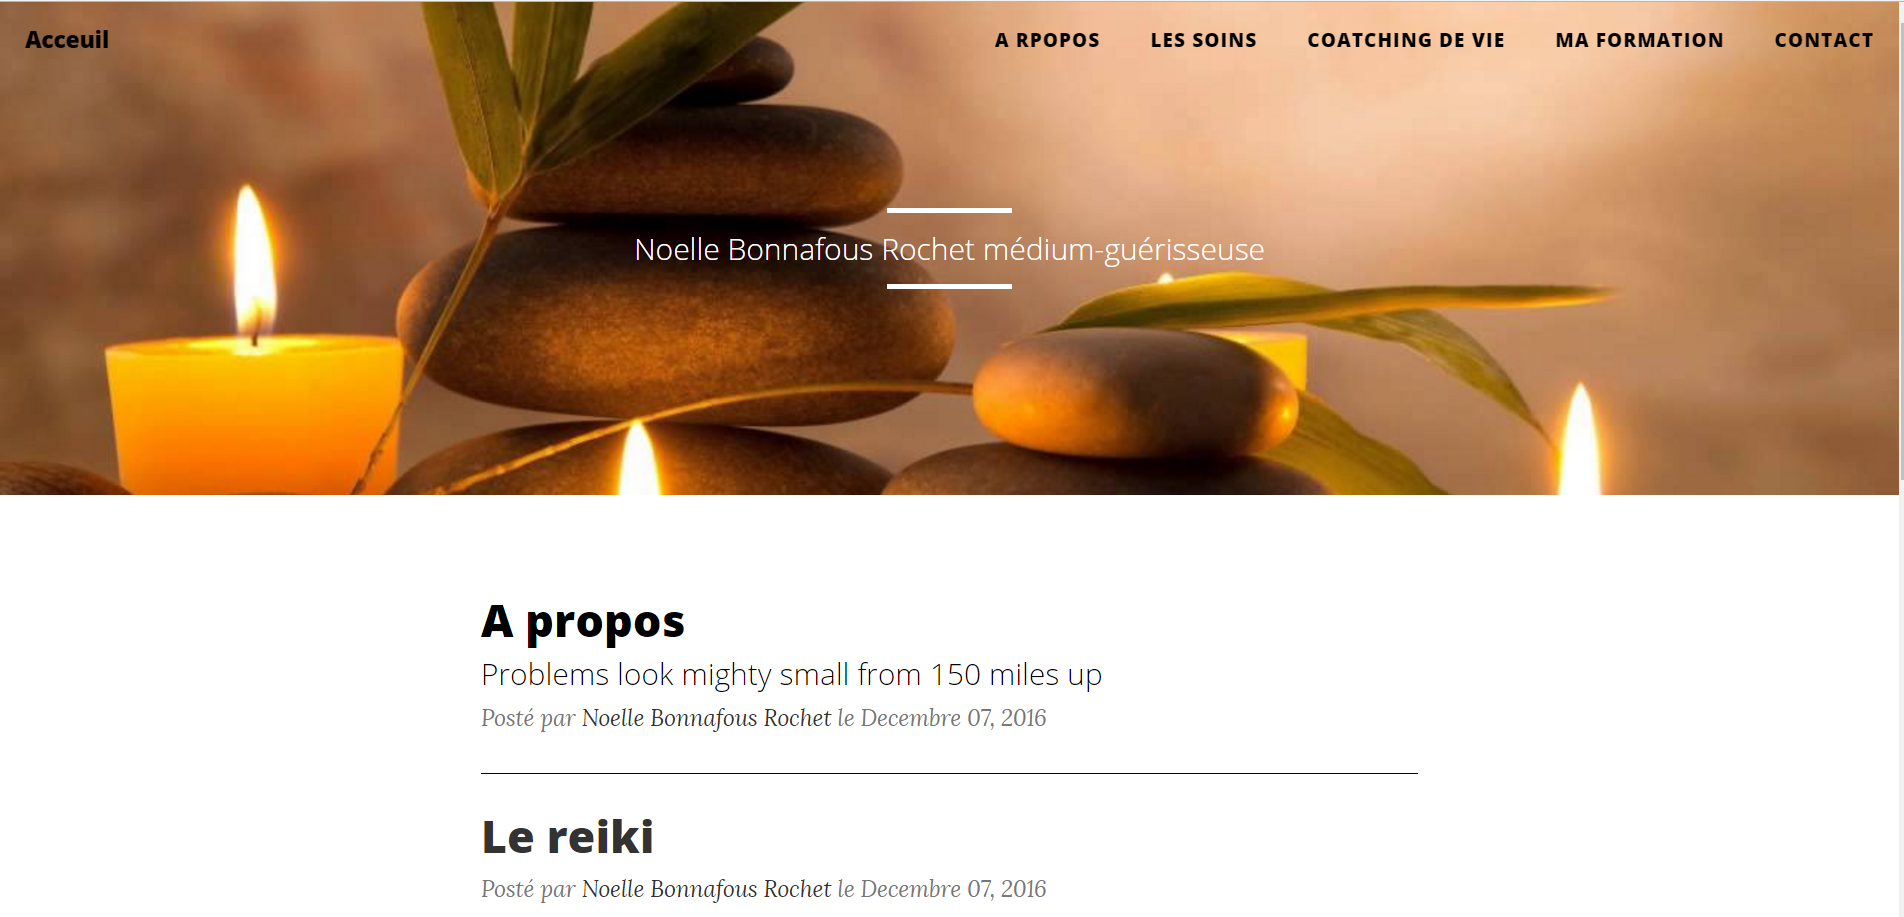 Acceuil
A RPOPOS
LES SOINS
COATCHING DE VIE
MA FORMATION
CONTACT
Noelle Bonnafous Rochet médium-guérisseuse
A propos
Problems look mighty small from 150 miles up
Posté par Noelle Bonnafous Rochet le Decembre 07, 2016
Le reiki
Posté par Noelle Bonnafous Rochet le Decembre 07, 2016